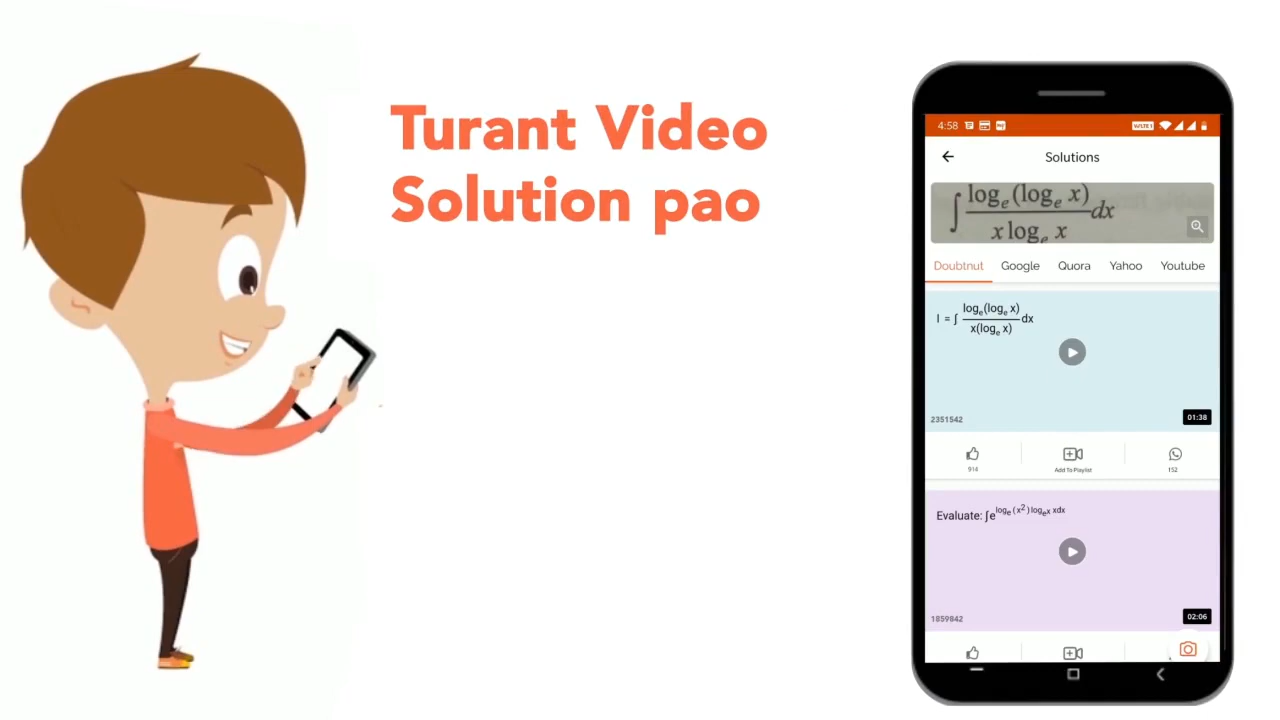 Turant Video
Solution pao
4:58
VoLTE1
Solutions
∫ logₑ(logₑ x) / x logₑ x dx
Doubtnut Google Quora Yahoo Youtube
I = ∫ logₑ(logₑ x) / x(logₑ x) dx
2351542 01:38
914 Add To Playlist 152
Evaluate: ∫e^logₑ(x²)logₑx xdx
1859842 02:06